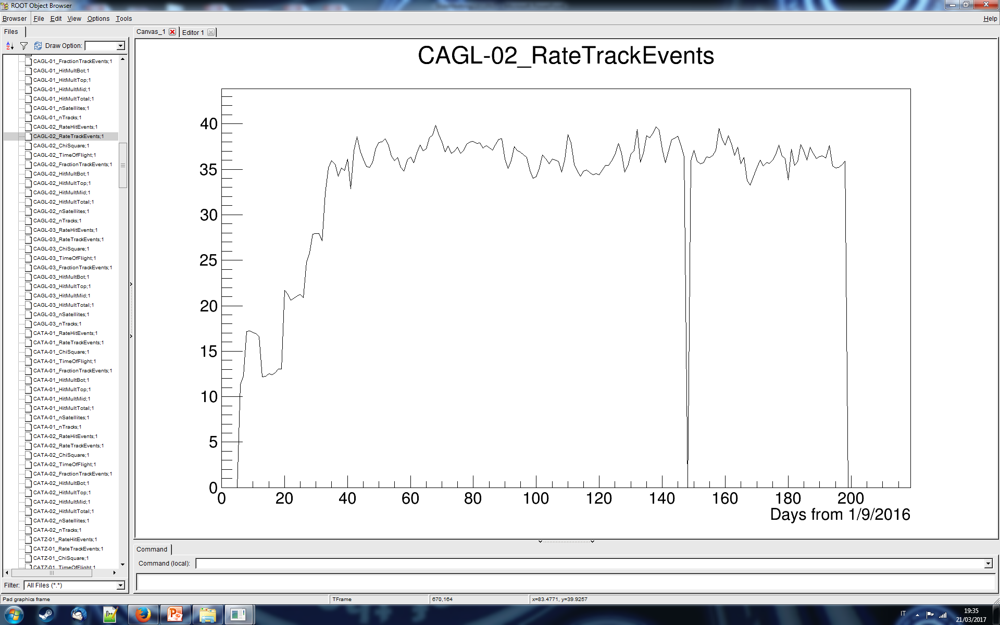 ROOT Object Browser
Browser File Edit View Options Tools Help
Files
Canvas_1 Editor 1
Draw Option:
CAGL-01_FractionTrackEvents;1
CAGL-01_HitMultBot;1
CAGL-01_HitMultTop;1
CAGL-01_HitMultMid;1
CAGL-01_HitMultTotal;1
CAGL-01_nSatellites;1
CAGL-01_nTracks;1
CAGL-02_RateHitEvents;1
CAGL-02_RateTrackEvents;1
CAGL-02_ChiSquare;1
CAGL-02_TimeOfFlight;1
CAGL-02_FractionTrackEvents;1
CAGL-02_HitMultBot;1
CAGL-02_HitMultTop;1
CAGL-02_HitMultMid;1
CAGL-02_HitMultTotal;1
CAGL-02_nSatellites;1
CAGL-02_nTracks;1
CAGL-03_RateHitEvents;1
CAGL-03_RateTrackEvents;1
CAGL-03_ChiSquare;1
CAGL-03_TimeOfFlight;1
CAGL-03_FractionTrackEvents;1
CAGL-03_HitMultBot;1
CAGL-03_HitMultTop;1
CAGL-03_HitMultMid;1
CAGL-03_HitMultTotal;1
CAGL-03_nSatellites;1
CAGL-03_nTracks;1
CATA-01_RateHitEvents;1
CATA-01_RateTrackEvents;1
CATA-01_ChiSquare;1
CATA-01_TimeOfFlight;1
CATA-01_FractionTrackEvents;1
CATA-01_HitMultBot;1
CATA-01_HitMultTop;1
CATA-01_HitMultMid;1
CATA-01_HitMultTotal;1
CATA-01_nSatellites;1
CATA-01_nTracks;1
CATA-02_RateHitEvents;1
CATA-02_RateTrackEvents;1
CATA-02_ChiSquare;1
CATA-02_TimeOfFlight;1
CATA-02_FractionTrackEvents;1
CATA-02_HitMultBot;1
CATA-02_HitMultTop;1
CATA-02_HitMultMid;1
CATA-02_HitMultTotal;1
CATA-02_nSatellites;1
CATA-02_nTracks;1
CATZ-01_RateHitEvents;1
CATZ-01_RateTrackEvents;1
CATZ-01_ChiSquare;1
CATZ-01_TimeOfFlight;1
Filter: All Files (*.*)
CAGL-02_RateTrackEvents
40
35
30
25
20
15
10
5
0
0 20 40 60 80 100 120 140 160 180 200
Days from 1/9/2016
Command
Command (local):
Pad graphics frame TFrame 670,164 x=83.4771, y=39.9257
IT 19:35
21/03/2017